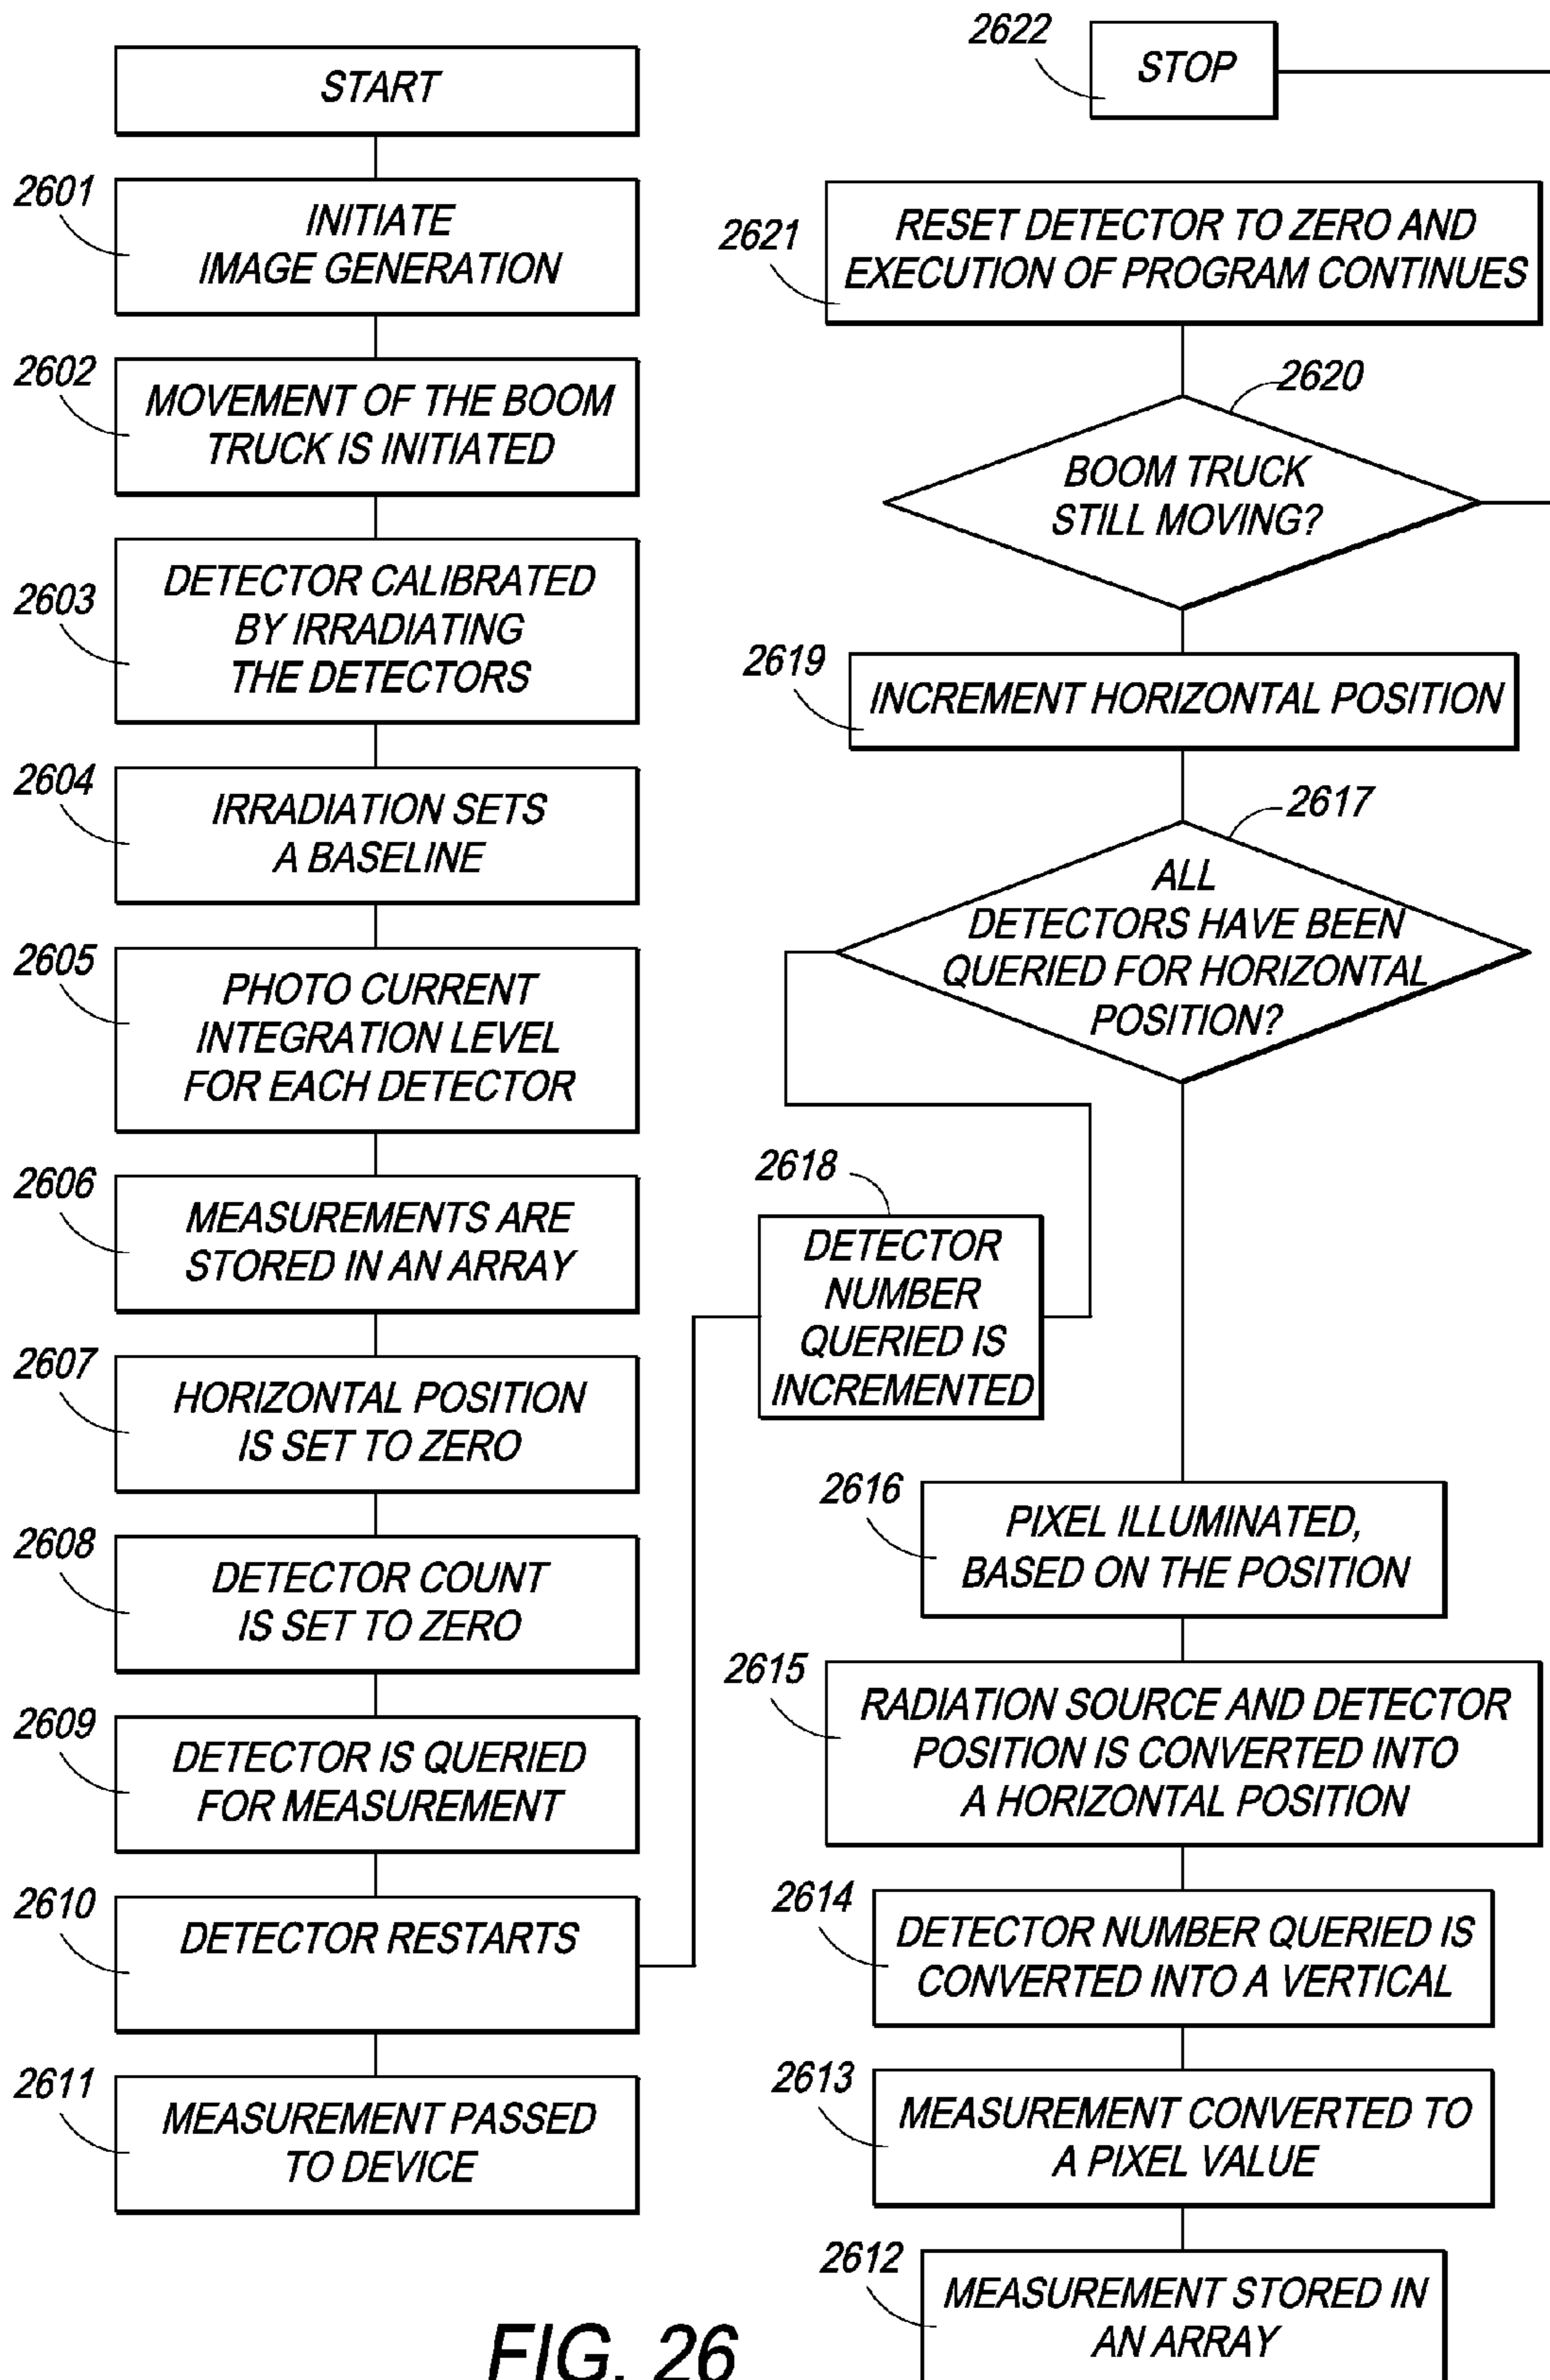 START
2601
INITIATE
IMAGE GENERATION
2602
MOVEMENT OF THE BOOM
TRUCK IS INITIATED
2603
DETECTOR CALIBRATED
BY IRRADIATING
THE DETECTORS
2604
IRRADIATION SETS
A BASELINE
2605
PHOTO CURRENT
INTEGRATION LEVEL
FOR EACH DETECTOR
2606
MEASUREMENTS ARE
STORED IN AN ARRAY
2607
HORIZONTAL POSITION
IS SET TO ZERO
2608
DETECTOR COUNT
IS SET TO ZERO
2609
DETECTOR IS QUERIED
FOR MEASUREMENT
2610
DETECTOR RESTARTS
2611
MEASUREMENT PASSED
TO DEVICE
2622
STOP
2621
RESET DETECTOR TO ZERO AND
EXECUTION OF PROGRAM CONTINUES
2620
BOOM TRUCK
STILL MOVING?
2619
INCREMENT HORIZONTAL POSITION
2617
ALL
DETECTORS HAVE BEEN
QUERIED FOR HORIZONTAL
POSITION?
2618
DETECTOR
NUMBER
QUERIED IS
INCREMENTED
2616
PIXEL ILLUMINATED,
BASED ON THE POSITION
2615
RADIATION SOURCE AND DETECTOR
POSITION IS CONVERTED INTO
A HORIZONTAL POSITION
2614
DETECTOR NUMBER QUERIED IS
CONVERTED INTO A VERTICAL
2613
MEASUREMENT CONVERTED TO
A PIXEL VALUE
2612
MEASUREMENT STORED IN
AN ARRAY
FIG. 26